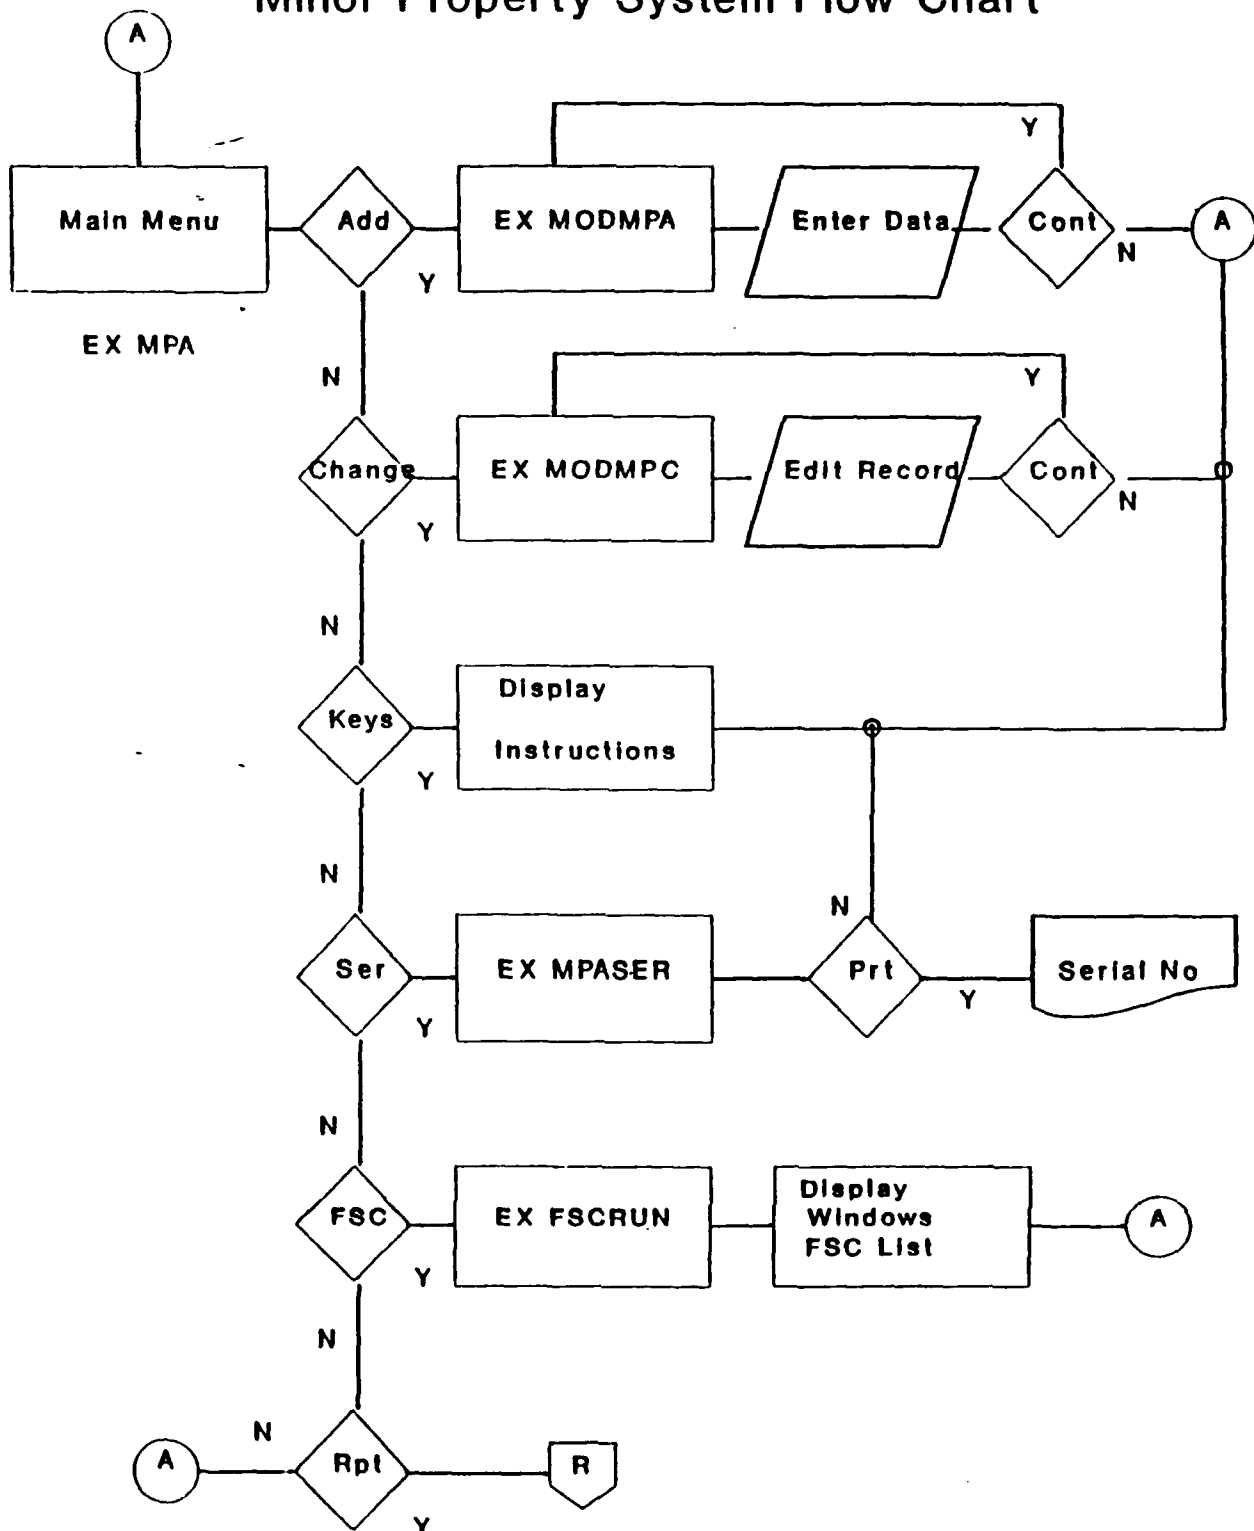 Minor Property System Flow Chart
A
Y
Main Menu
Add
EX MODMPA
Enter Data
Cont
A
Y
N
EX MPA
N
Y
Change
EX MODMPC
Edit Record
Cont
Y
N
N
Keys
Display
Instructions
Y
N
N
Ser
EX MPASER
Prt
Serial No
Y
Y
N
FSC
EX FSCRUN
Display
Windows
FSC List
A
Y
N
N
A
Rpt
R
Y